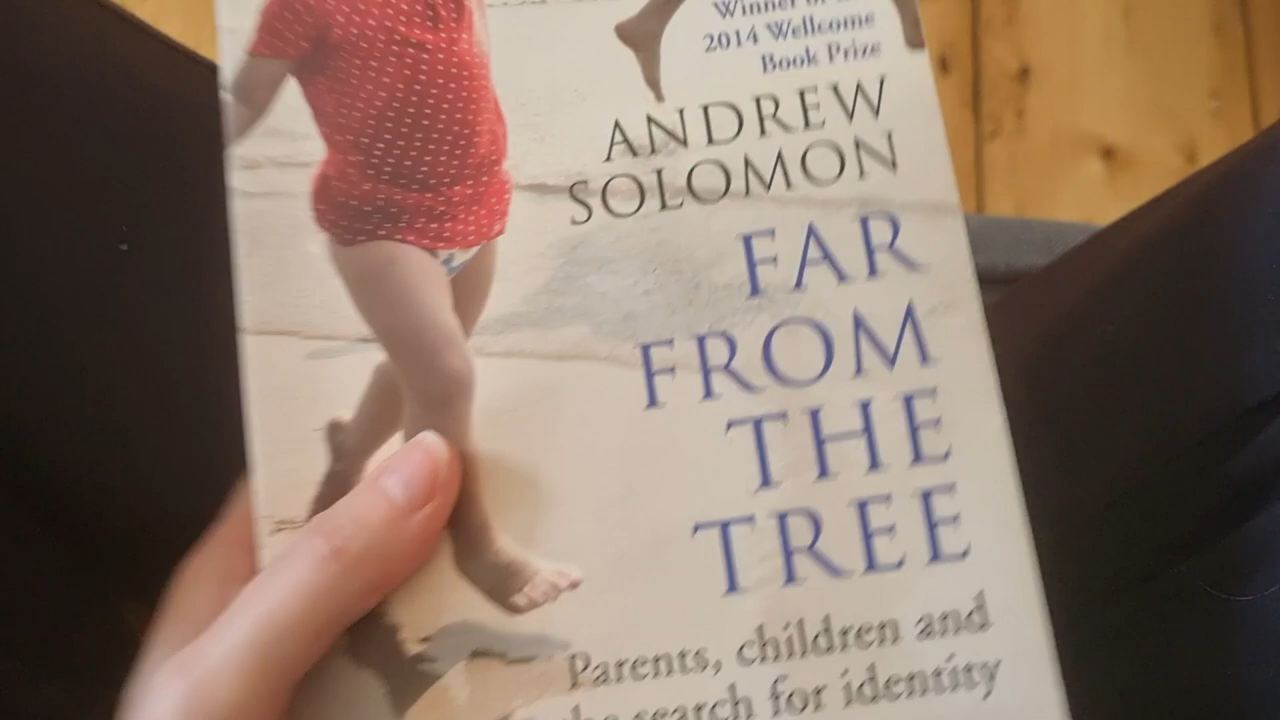 Winner of
2014 Wellcome
Book Prize
ANDREW
SOLOMON
FAR
FROM
THE
TREE
Parents, children and
the search for identity